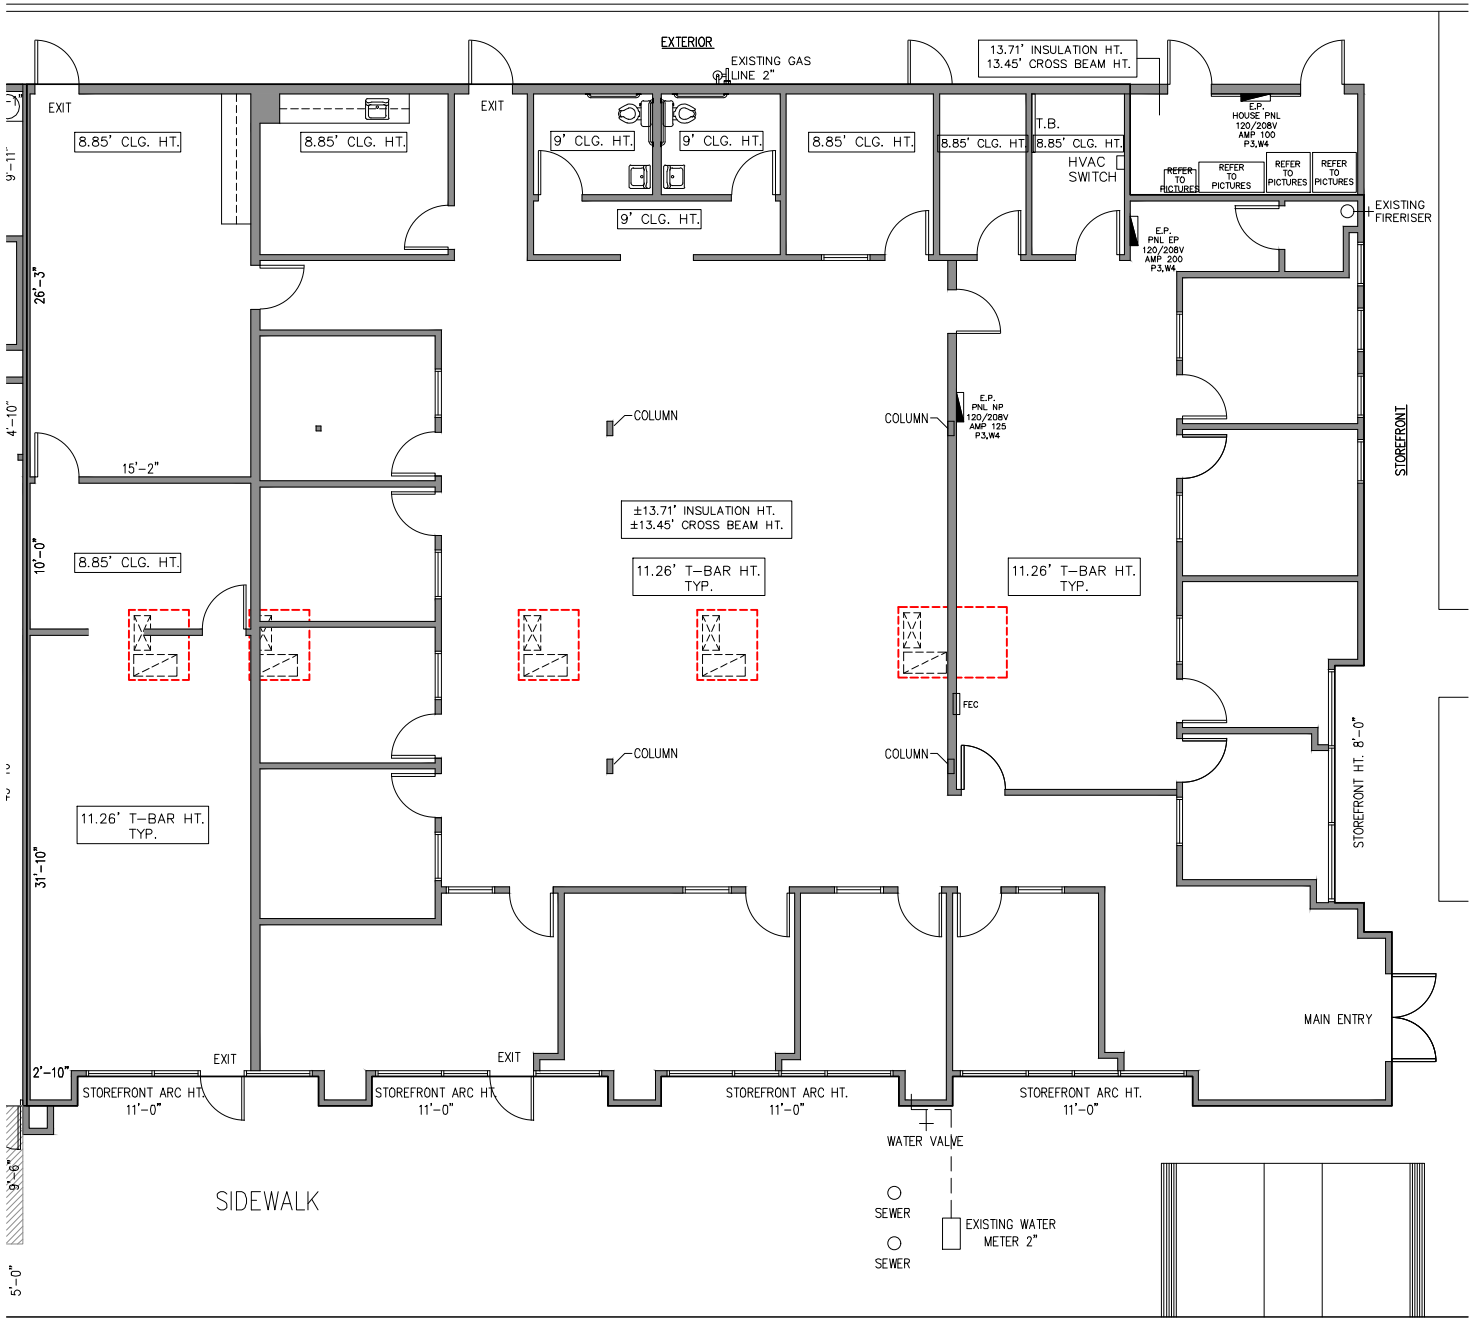 EXTERIOR
EXISTING GAS
LINE 2"
13.71' INSULATION HT.
13.45' CROSS BEAM HT.
EXIT
EXIT
8.85' CLG. HT.
8.85' CLG. HT.
9' CLG. HT.
9' CLG. HT.
8.85' CLG. HT.
8.85' CLG. HT.
T.B.
8.85' CLG. HT.
HVAC
SWITCH
E.P.
HOUSE PNL
120/208V
AMP 100
P3,W4
REFER
TO
PICTURES
REFER
TO
PICTURES
REFER
TO
PICTURES
REFER
TO
PICTURES
9'-11"
9' CLG. HT.
EXISTING
FIRERISER
E.P.
PNL EP
120/208V
AMP 200
P3,W4
26'-3"
4'-10"
COLUMN
COLUMN
E.P.
PNL NP
120/208V
AMP 125
P3,W4
STOREFRONT
15'-2"
±13.71' INSULATION HT.
±13.45' CROSS BEAM HT.
10'-0"
8.85' CLG. HT.
11.26' T-BAR HT.
TYP.
11.26' T-BAR HT.
TYP.
FEC
COLUMN
COLUMN
STOREFRONT HT. 8'-0"
11.26' T-BAR HT.
TYP.
31'-10"
MAIN ENTRY
EXIT
EXIT
2'-10"
STOREFRONT ARC HT.
11'-0"
STOREFRONT ARC HT.
11'-0"
STOREFRONT ARC HT.
11'-0"
STOREFRONT ARC HT.
11'-0"
WATER VALVE
9'-6"
SIDEWALK
SEWER
EXISTING WATER
METER 2"
SEWER
5'-0"